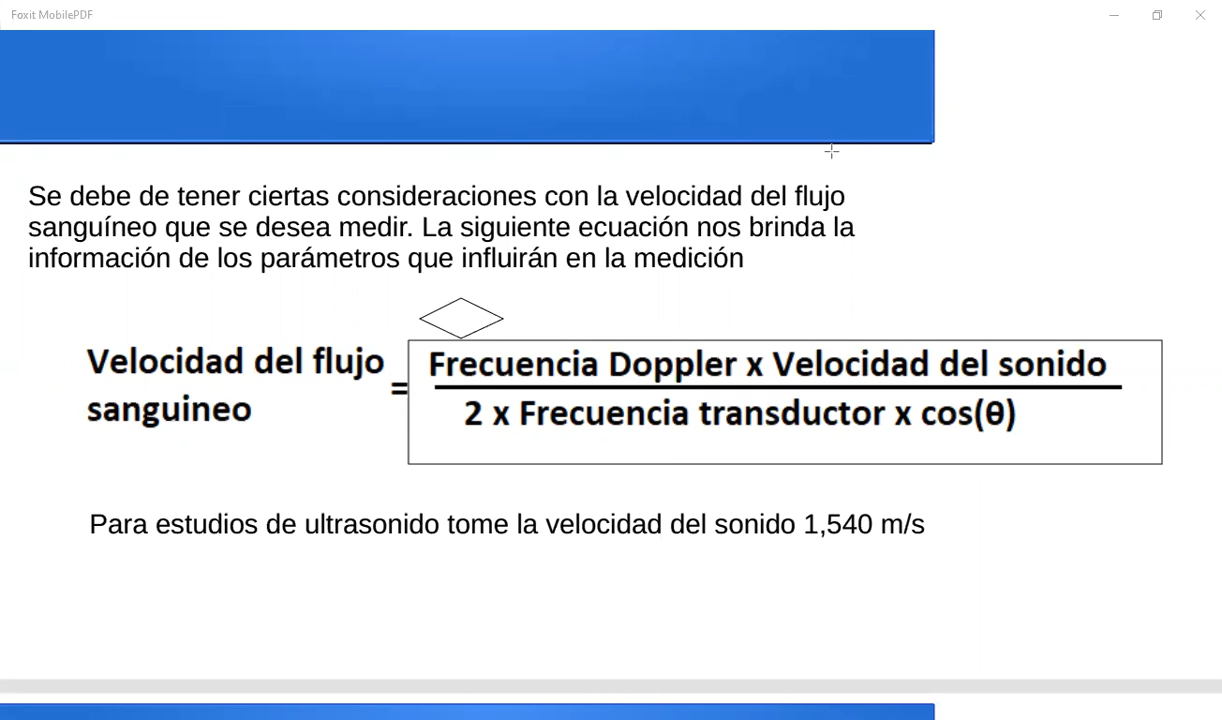 Foxit MobilePDF
Se debe de tener ciertas consideraciones con la velocidad del flujo
sanguíneo que se desea medir. La siguiente ecuación nos brinda la
información de los parámetros que influirán en la medición
Velocidad del flujo
sanguineo
=
Frecuencia Doppler x Velocidad del sonido
2 x Frecuencia transductor x cos(θ)
Para estudios de ultrasonido tome la velocidad del sonido 1,540 m/s